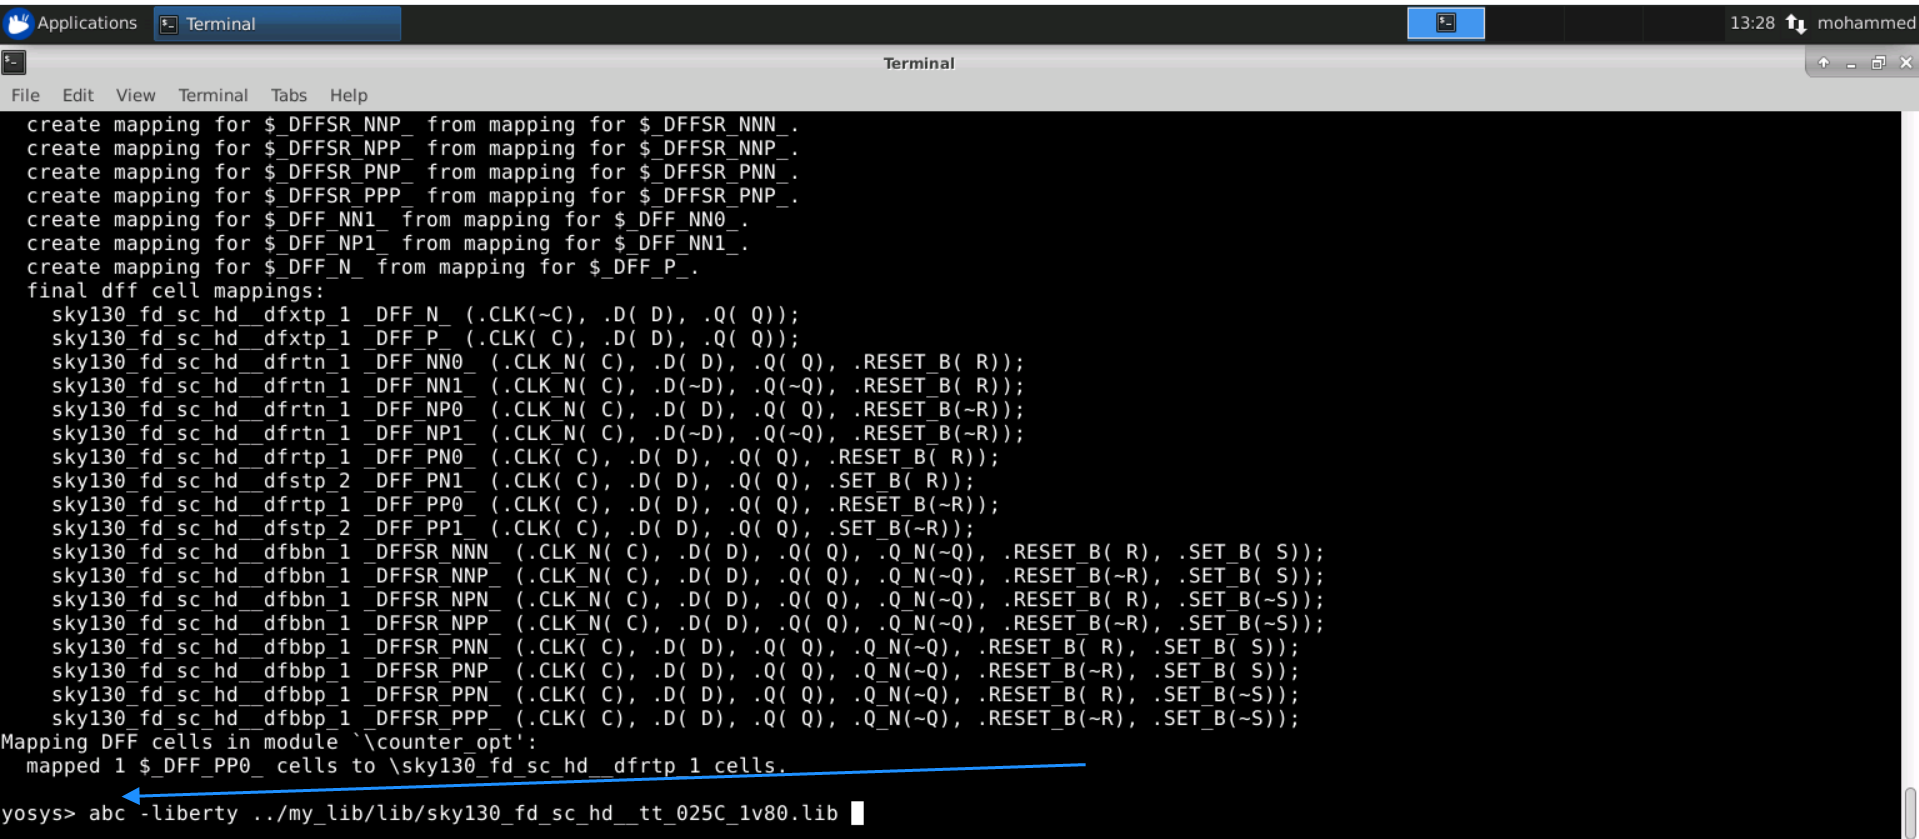 Applications Terminal 13:28 mohammed
Terminal
File Edit View Terminal Tabs Help
create mapping for $_DFFSR_NNP_ from mapping for $_DFFSR_NNN_.
create mapping for $_DFFSR_NPP_ from mapping for $_DFFSR_NNP_.
create mapping for $_DFFSR_PNP_ from mapping for $_DFFSR_PNN_.
create mapping for $_DFFSR_PPP_ from mapping for $_DFFSR_PNP_.
create mapping for $_DFF_NN1_ from mapping for $_DFF_NN0_.
create mapping for $_DFF_NP1_ from mapping for $_DFF_NN1_.
create mapping for $_DFF_N_ from mapping for $_DFF_P_.
final dff cell mappings:
sky130_fd_sc_hd__dfxtp_1 _DFF_N_ (.CLK(~C), .D( D), .Q( Q));
sky130_fd_sc_hd__dfxtp_1 _DFF_P_ (.CLK( C), .D( D), .Q( Q));
sky130_fd_sc_hd__dfrtn_1 _DFF_NN0_ (.CLK_N( C), .D( D), .Q( Q), .RESET_B( R));
sky130_fd_sc_hd__dfrtn_1 _DFF_NN1_ (.CLK_N( C), .D(~D), .Q(~Q), .RESET_B( R));
sky130_fd_sc_hd__dfrtn_1 _DFF_NP0_ (.CLK_N( C), .D( D), .Q( Q), .RESET_B(~R));
sky130_fd_sc_hd__dfrtn_1 _DFF_NP1_ (.CLK_N( C), .D(~D), .Q(~Q), .RESET_B(~R));
sky130_fd_sc_hd__dfrtp_1 _DFF_PN0_ (.CLK( C), .D( D), .Q( Q), .RESET_B( R));
sky130_fd_sc_hd__dfstp_2 _DFF_PN1_ (.CLK( C), .D( D), .Q( Q), .SET_B( R));
sky130_fd_sc_hd__dfrtp_1 _DFF_PP0_ (.CLK( C), .D( D), .Q( Q), .RESET_B(~R));
sky130_fd_sc_hd__dfstp_2 _DFF_PP1_ (.CLK( C), .D( D), .Q( Q), .SET_B(~R));
sky130_fd_sc_hd__dfbbn_1 _DFFSR_NNN_ (.CLK_N( C), .D( D), .Q( Q), .Q_N(~Q), .RESET_B( R), .SET_B( S));
sky130_fd_sc_hd__dfbbn_1 _DFFSR_NNP_ (.CLK_N( C), .D( D), .Q( Q), .Q_N(~Q), .RESET_B(~R), .SET_B( S));
sky130_fd_sc_hd__dfbbn_1 _DFFSR_NPN_ (.CLK_N( C), .D( D), .Q( Q), .Q_N(~Q), .RESET_B( R), .SET_B(~S));
sky130_fd_sc_hd__dfbbn_1 _DFFSR_NPP_ (.CLK_N( C), .D( D), .Q( Q), .Q_N(~Q), .RESET_B(~R), .SET_B(~S));
sky130_fd_sc_hd__dfbbp_1 _DFFSR_PNN_ (.CLK( C), .D( D), .Q( Q), .Q_N(~Q), .RESET_B( R), .SET_B( S));
sky130_fd_sc_hd__dfbbp_1 _DFFSR_PNP_ (.CLK( C), .D( D), .Q( Q), .Q_N(~Q), .RESET_B(~R), .SET_B( S));
sky130_fd_sc_hd__dfbbp_1 _DFFSR_PPN_ (.CLK( C), .D( D), .Q( Q), .Q_N(~Q), .RESET_B( R), .SET_B(~S));
sky130_fd_sc_hd__dfbbp_1 _DFFSR_PPP_ (.CLK( C), .D( D), .Q( Q), .Q_N(~Q), .RESET_B(~R), .SET_B(~S));
Mapping DFF cells in module `\counter_opt':
mapped 1 $_DFF_PP0_ cells to \sky130_fd_sc_hd__dfrtp_1 cells.
yosys> abc -liberty ../my_lib/lib/sky130_fd_sc_hd__tt_025C_1v80.lib